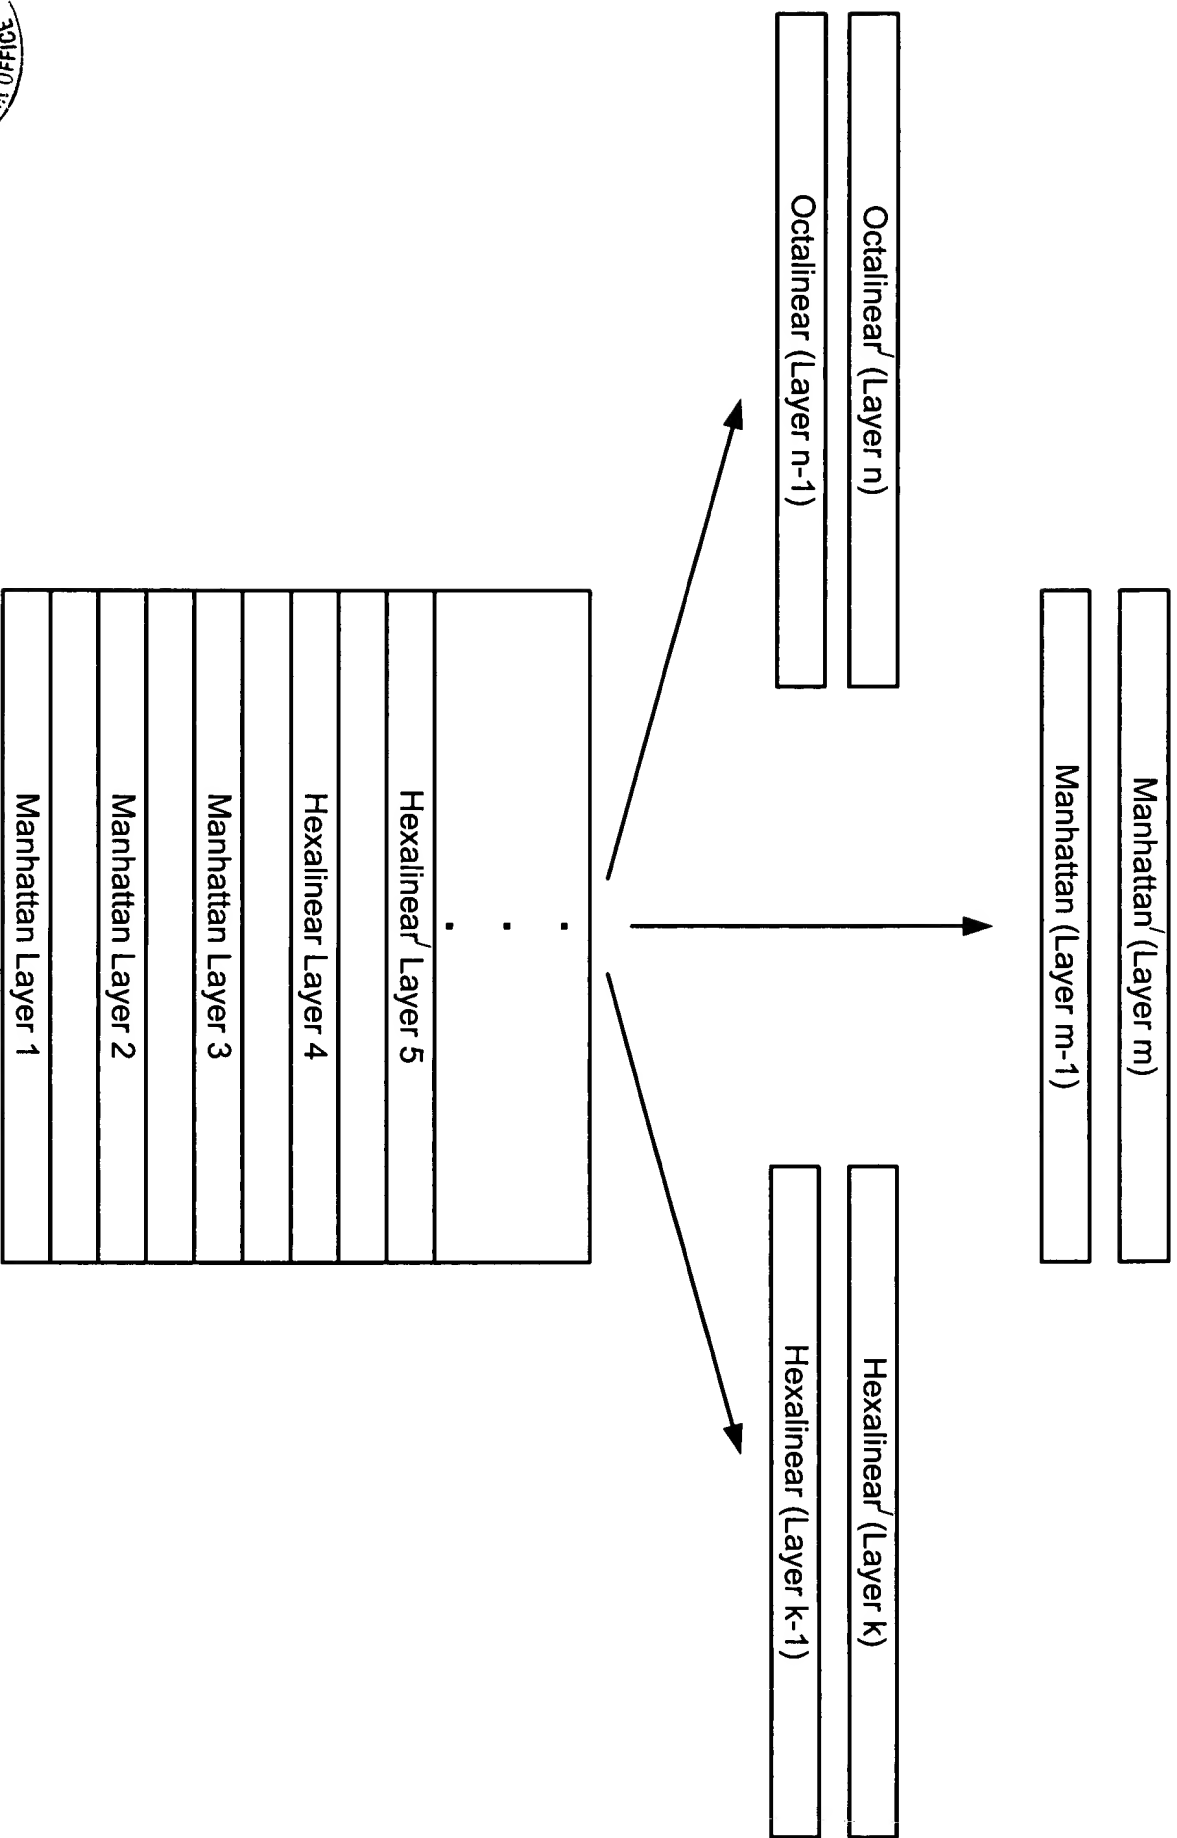 Manhattan′ (Layer m)
Manhattan (Layer m-1)
Octalinear′ (Layer n)
Octalinear (Layer n-1)
Hexalinear′ (Layer k)
Hexalinear (Layer k-1)
Hexalinear′ Layer 5
Hexalinear Layer 4
Manhattan Layer 3
Manhattan Layer 2
Manhattan Layer 1
OFFICE